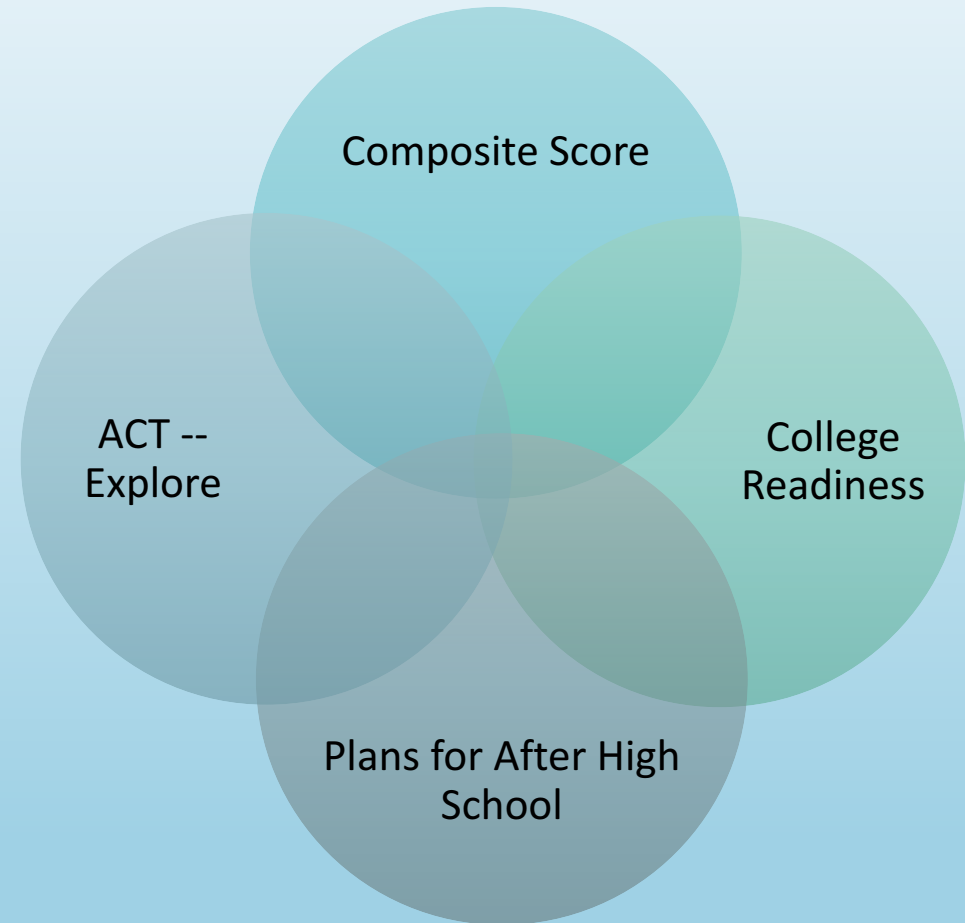 Composite Score
ACT --
Explore
College
Readiness
Plans for After High
School